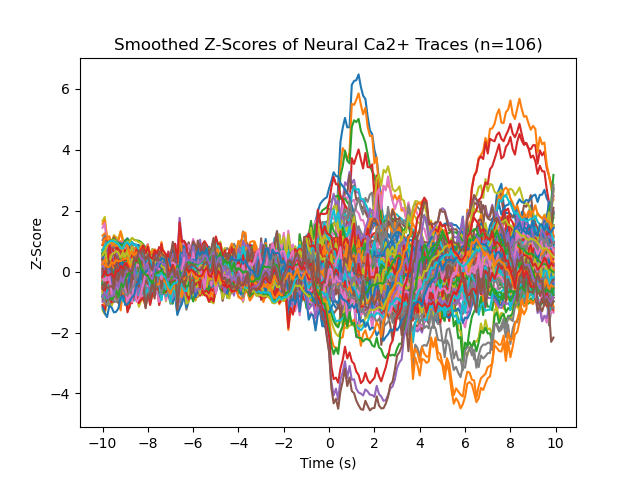 Smoothed Z-Scores of Neural Ca2+ Traces (n=106)
6
4
2
0
−2
−4
Z-Score
−10 −8 −6 −4 −2 0 2 4 6 8 10
Time (s)